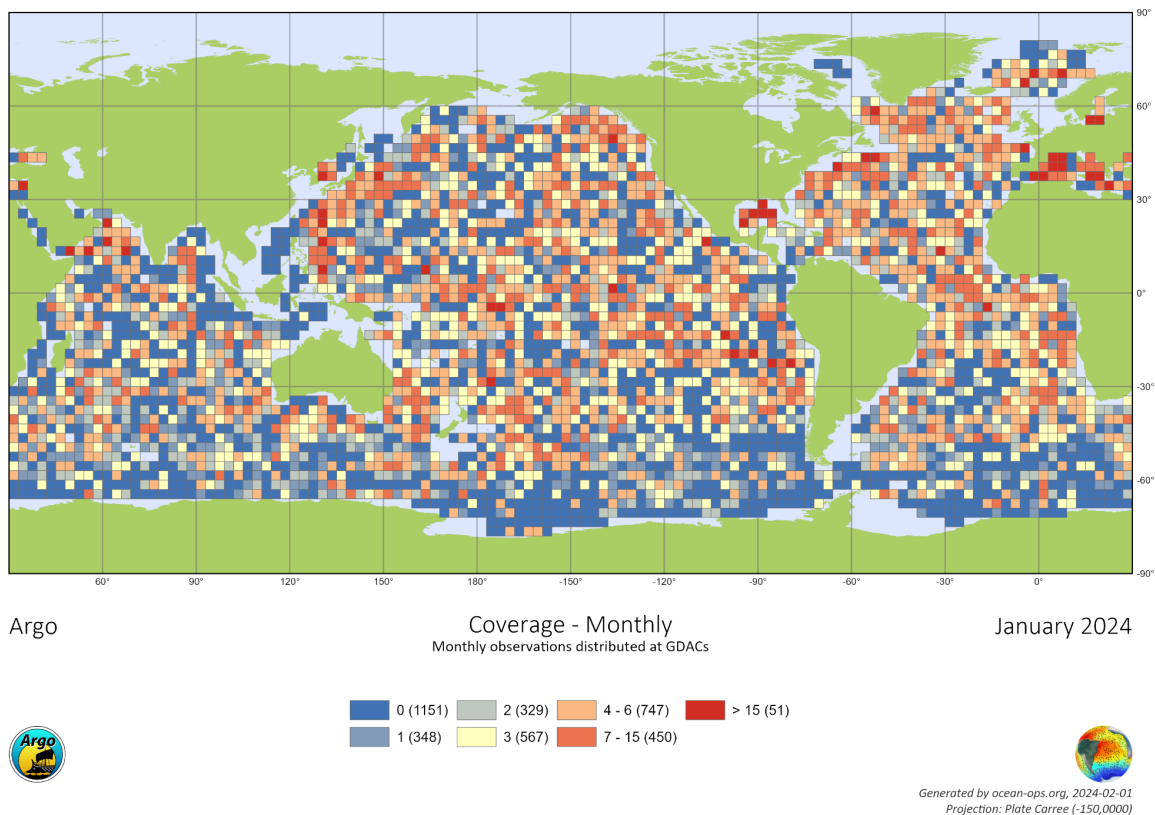 90°
60°
30°
0°
-30°
-60°
-90°
60° 90° 120° 150° 180° -150° -120° -90° -60° -30° 0°
Argo Coverage - Monthly January 2024
Monthly observations distributed at GDACs
0 (1151) 2 (329) 4 - 6 (747) > 15 (51)
1 (348) 3 (567) 7 - 15 (450)
Argo
Generated by ocean-ops.org, 2024-02-01
Projection: Plate Carree (-150,0000)